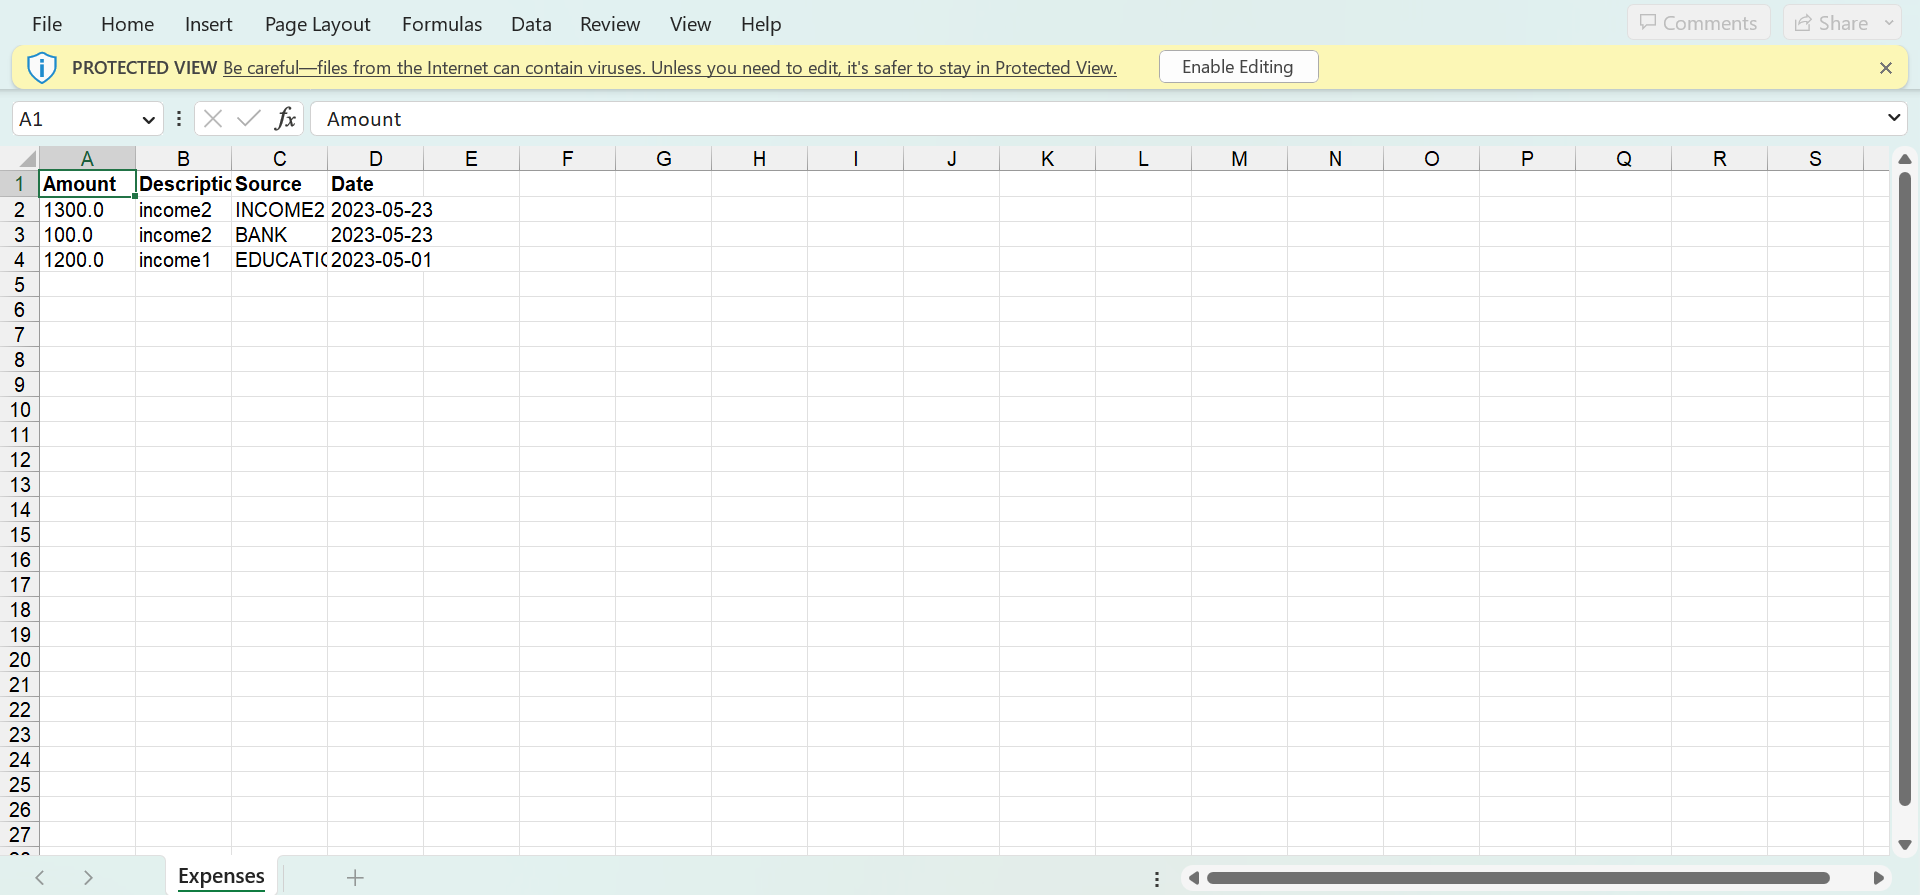 File Home Insert Page Layout Formulas Data Review View Help Comments Share
PROTECTED VIEW Be careful—files from the Internet can contain viruses. Unless you need to edit, it's safer to stay in Protected View. Enable Editing
A1 fx Amount
A B C D E F G H I J K L M N O P Q R S
1 Amount Descriptic Source Date
2 1300.0 income2 INCOME2 2023-05-23
3 100.0 income2 BANK 2023-05-23
4 1200.0 income1 EDUCATIO 2023-05-01
5
6
7
8
9
10
11
12
13
14
15
16
17
18
19
20
21
22
23
24
25
26
27
Expenses